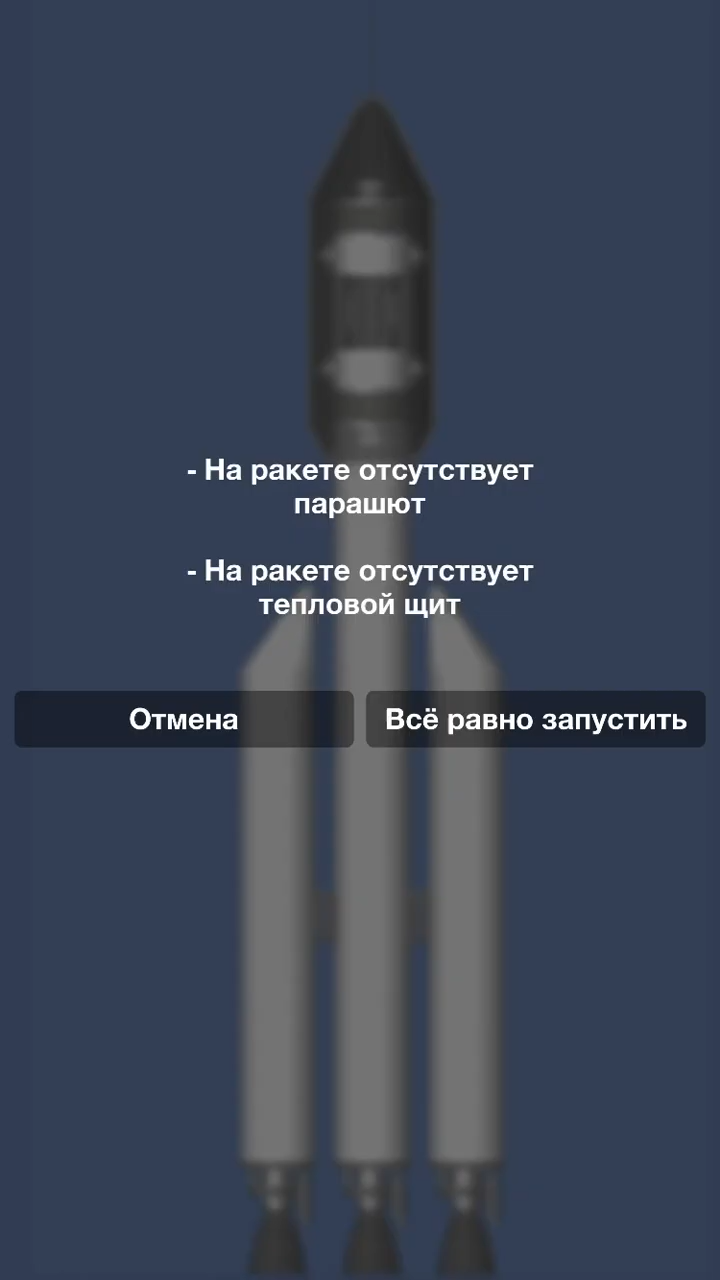 - На ракете отсутствует
парашют
- На ракете отсутствует
тепловой щит
Отмена
Всё равно запустить